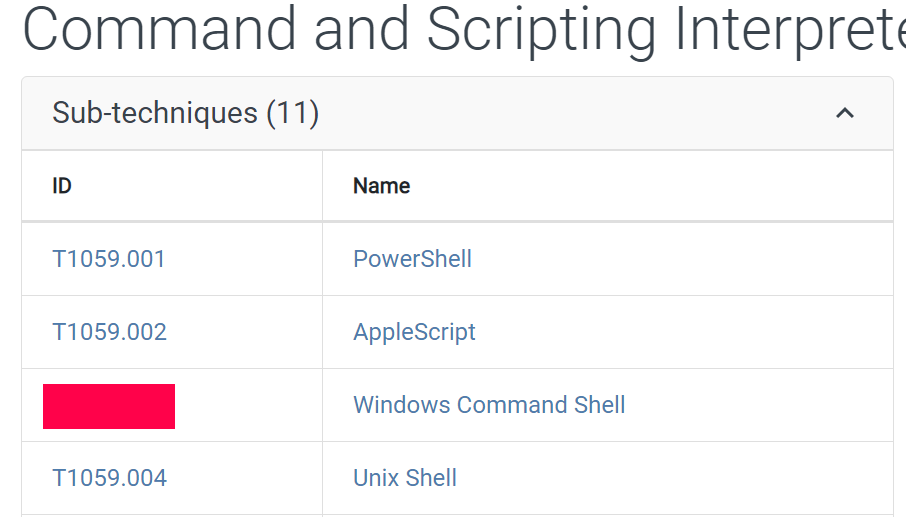 Command and Scripting Interprete
Sub-techniques (11)
ID Name
T1059.001 PowerShell
T1059.002 AppleScript
Windows Command Shell
T1059.004 Unix Shell